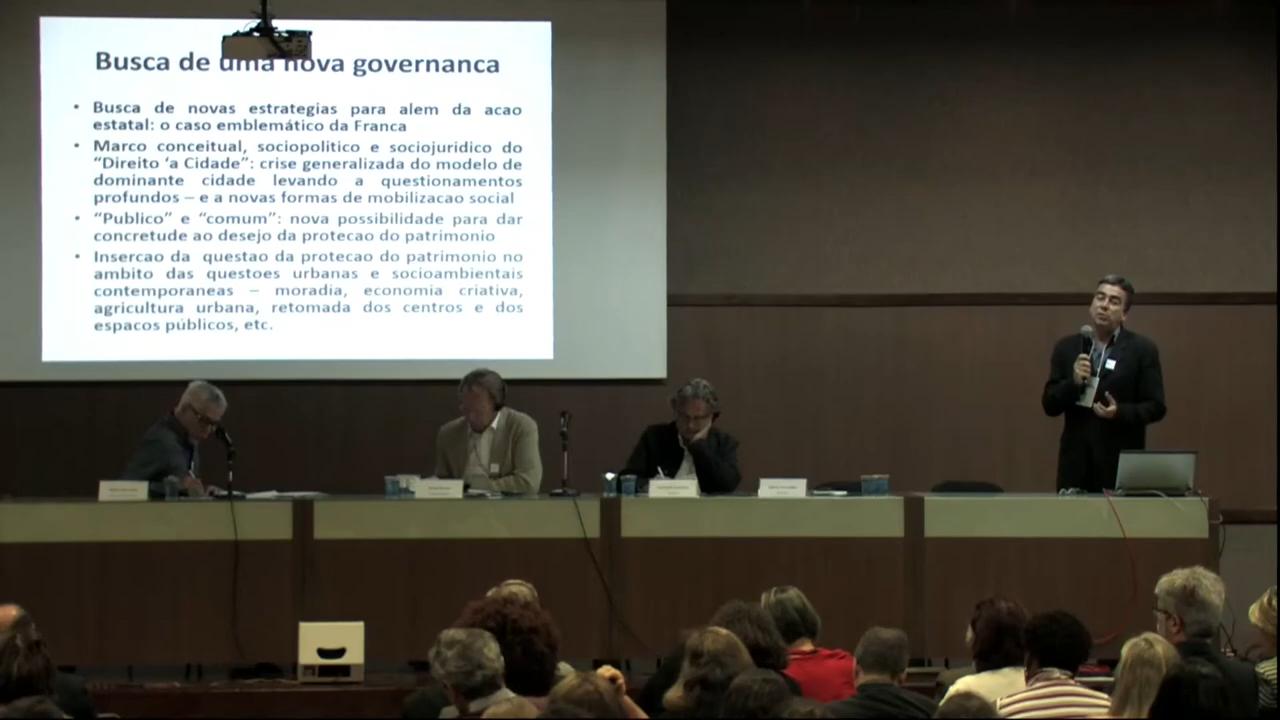 Busca de uma nova governanca
• Busca de novas estrategias para alem da acao
estatal: o caso emblemático da Franca
• Marco conceitual, sociopolitico e sociojuridico do
“Direito ‘a Cidade”: crise generalizada do modelo de
dominante cidade levando a questionamentos
profundos – e a novas formas de mobilizacao social
• “Publico” e “comum”: nova possibilidade para dar
concretude ao desejo da protecao do patrimonio
• Insercao da questao da protecao do patrimonio no
ambito das questoes urbanas e socioambientais
contemporaneas – moradia, economia criativa,
agricultura urbana, retomada dos centros e dos
espacos públicos, etc.